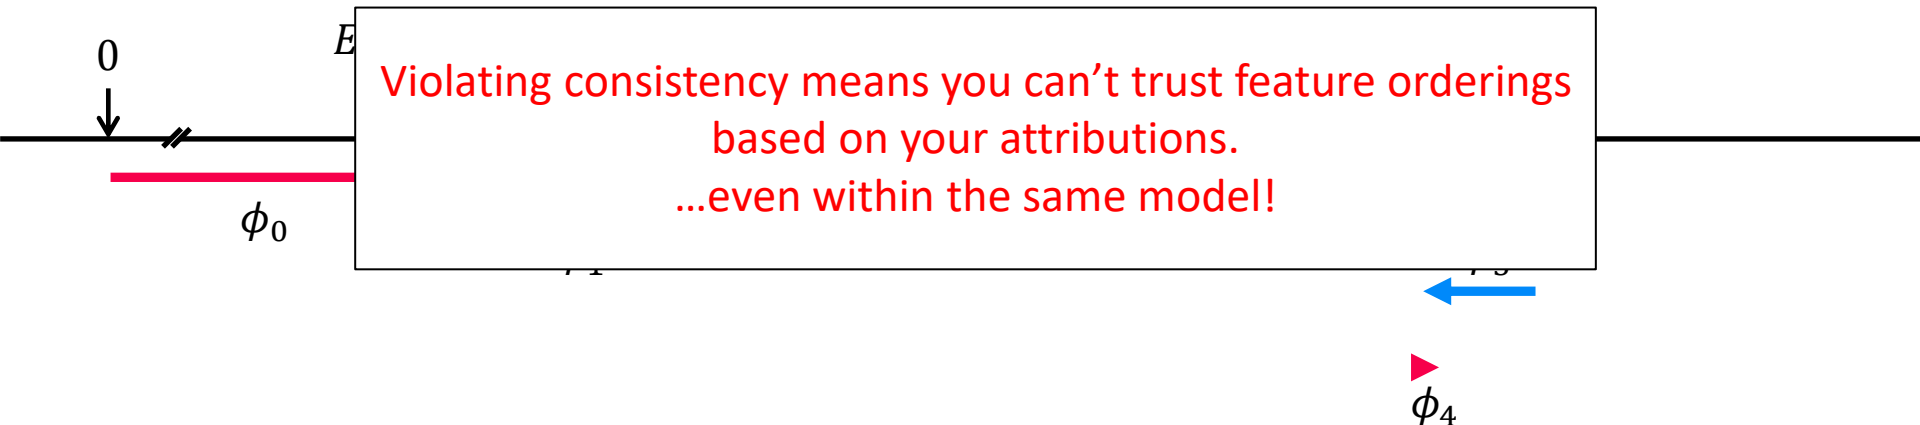 0
E
Violating consistency means you can’t trust feature orderings
based on your attributions.
…even within the same model!
ϕ₀
ϕ₄